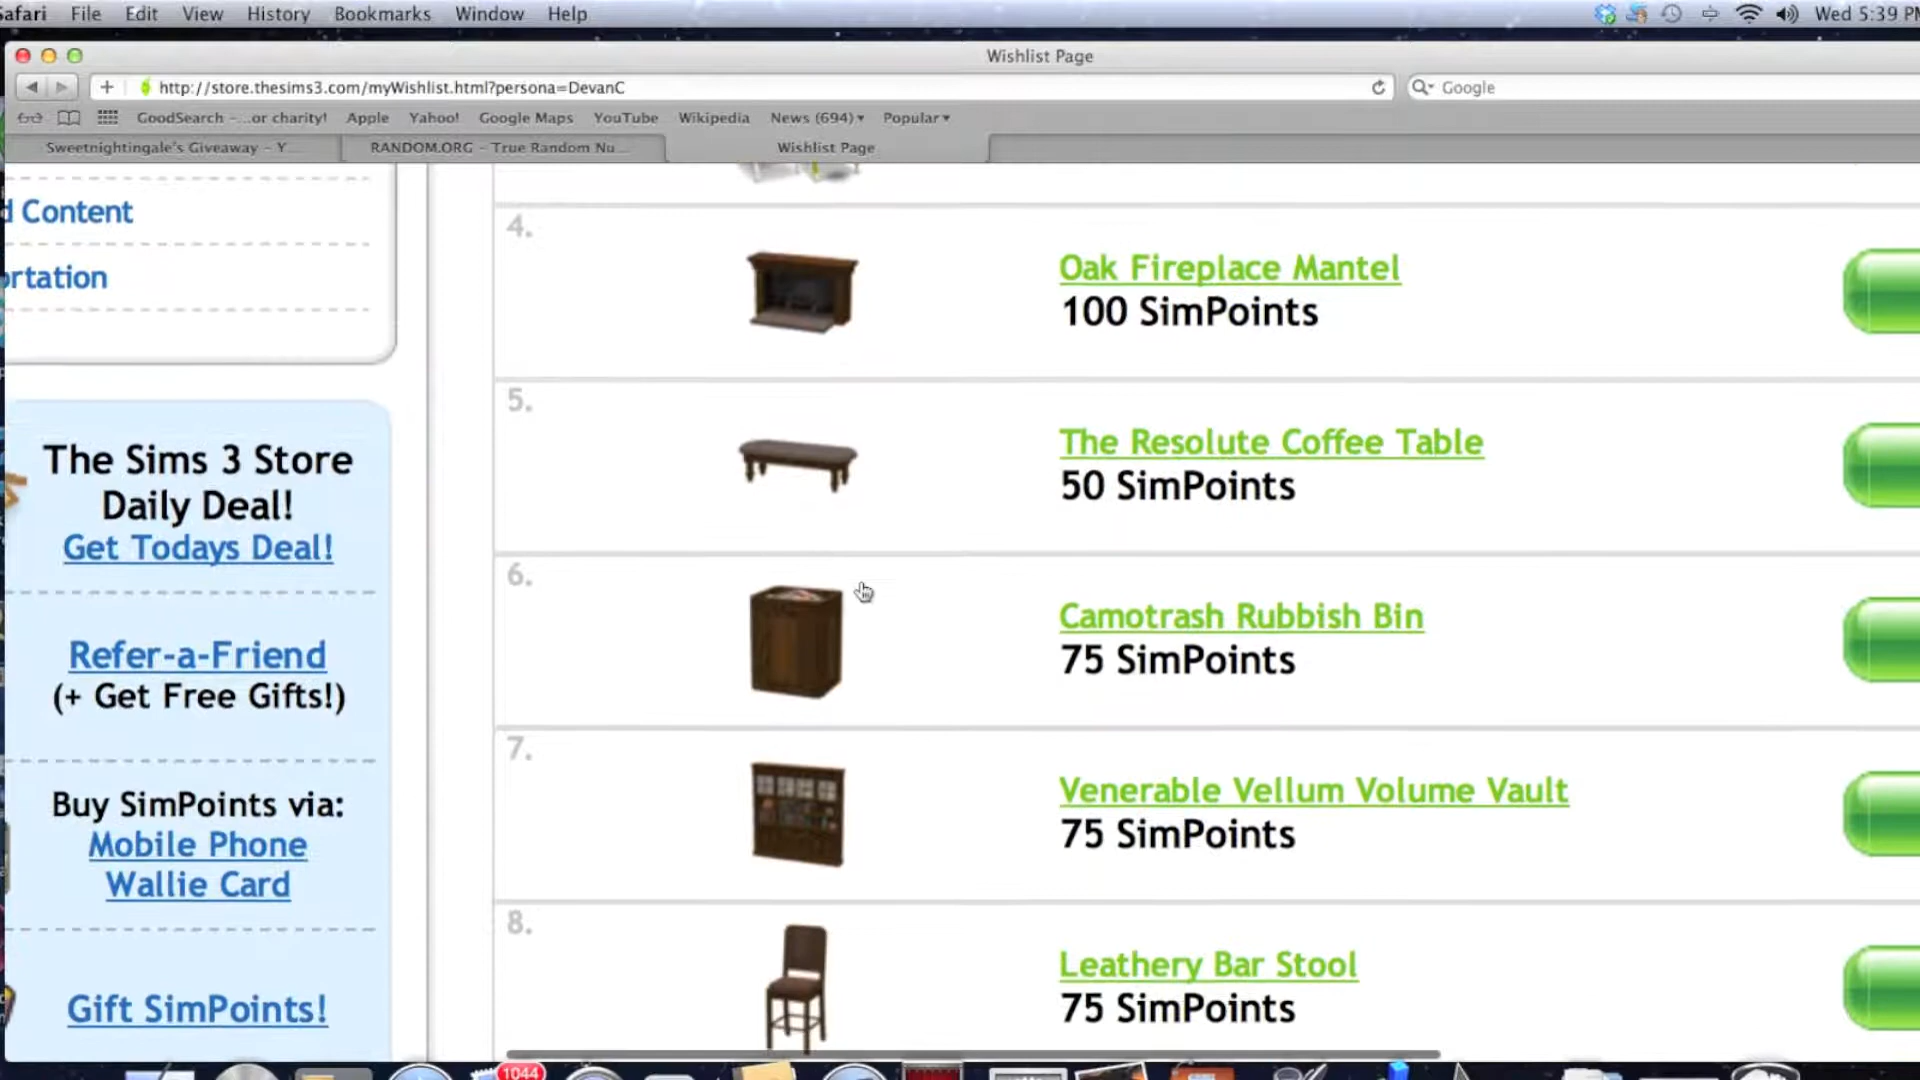 Safari File Edit View History Bookmarks Window Help Wed 5:39 PM
Wishlist Page
http://store.thesims3.com/myWishlist.html?persona=DevanC Google
GoodSearch - ...or charity! Apple Yahoo! Google Maps YouTube Wikipedia News (694) Popular
Sweetnightingale's Giveaway - Y... RANDOM.ORG - True Random Nu... Wishlist Page
d Content
ortation
The Sims 3 Store
Daily Deal!
Get Todays Deal!
Refer-a-Friend
(+ Get Free Gifts!)
Buy SimPoints via:
Mobile Phone
Wallie Card
Gift SimPoints!
4.
Oak Fireplace Mantel
100 SimPoints
5.
The Resolute Coffee Table
50 SimPoints
6.
Camotrash Rubbish Bin
75 SimPoints
7.
Venerable Vellum Volume Vault
75 SimPoints
8.
Leathery Bar Stool
75 SimPoints
1044